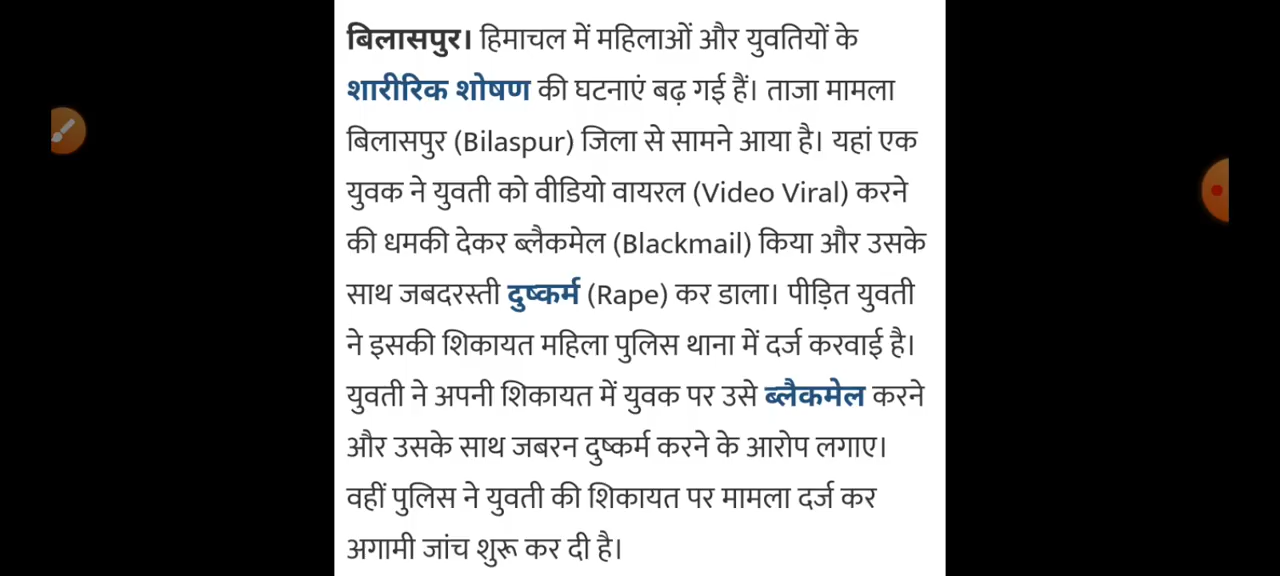 बिलासपुर। हिमाचल में महिलाओं और युवतियों के
शारीरिक शोषण की घटनाएं बढ़ गई हैं। ताजा मामला
बिलासपुर (Bilaspur) जिला से सामने आया है। यहां एक
युवक ने युवती को वीडियो वायरल (Video Viral) करने
की धमकी देकर ब्लैकमेल (Blackmail) किया और उसके
साथ जबदरस्ती दुष्कर्म (Rape) कर डाला। पीड़ित युवती
ने इसकी शिकायत महिला पुलिस थाना में दर्ज करवाई है।
युवती ने अपनी शिकायत में युवक पर उसे ब्लैकमेल करने
और उसके साथ जबरन दुष्कर्म करने के आरोप लगाए।
वहीं पुलिस ने युवती की शिकायत पर मामला दर्ज कर
अगामी जांच शुरू कर दी है।